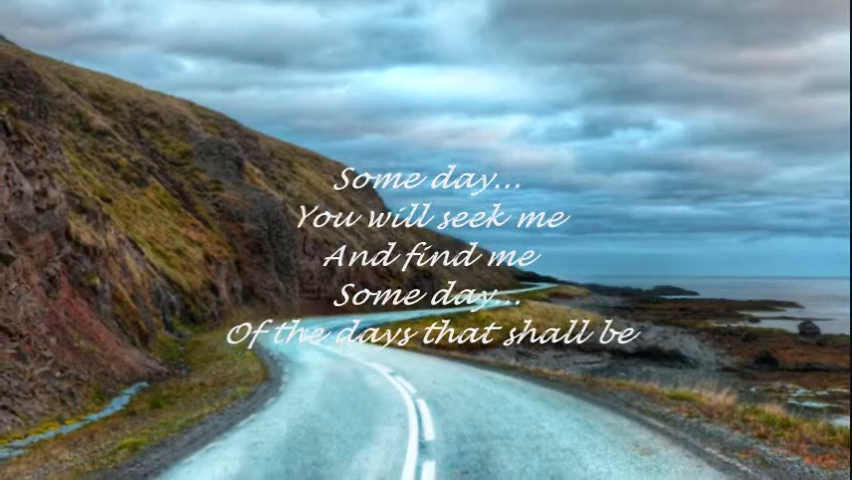 Some day...
You will seek me
And find me
Some day...
Of the days that shall be